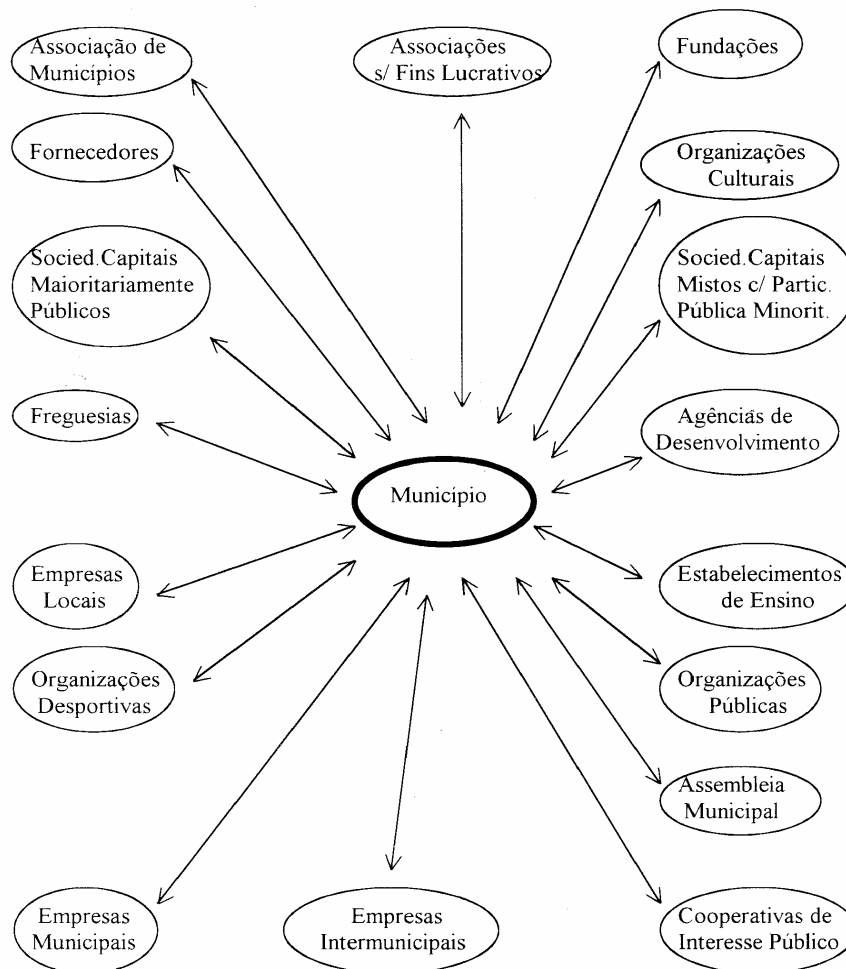 Associação de
Municípios
Associações
s/ Fins Lucrativos
Fundações
Fornecedores
Organizações
Culturais
Socied.Capitais
Maioritariamente
Públicos
Socied.Capitais
Mistos c/ Partic.
Pública Minorit.
Freguesias
Agências de
Desenvolvimento
Município
Empresas
Locais
Estabelecimentos
de Ensino
Organizações
Desportivas
Organizações
Públicas
Assembleia
Municipal
Empresas
Municipais
Empresas
Intermunicipais
Cooperativas de
Interesse Público